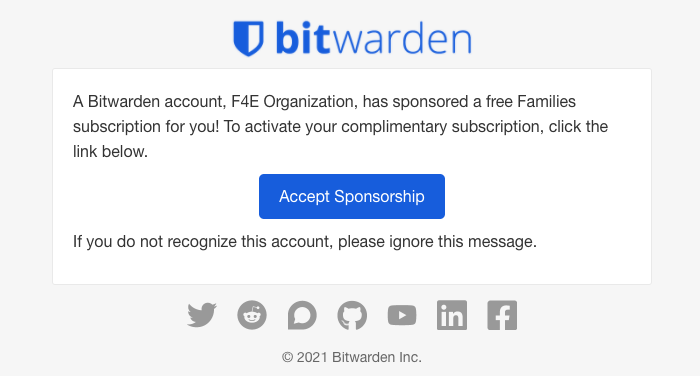 bitwarden
A Bitwarden account, F4E Organization, has sponsored a free Families
subscription for you! To activate your complimentary subscription, click the
link below.
Accept Sponsorship
If you do not recognize this account, please ignore this message.
© 2021 Bitwarden Inc.